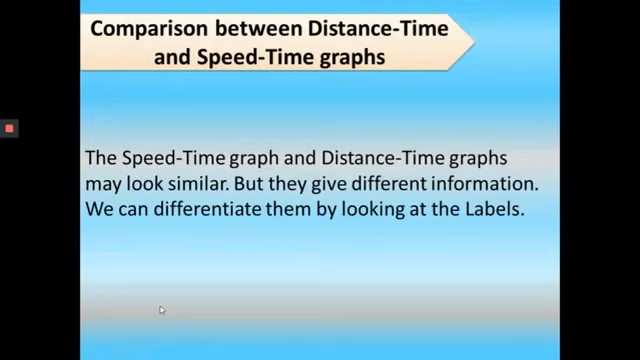 Comparison between Distance-Time
and Speed-Time graphs
The Speed-Time graph and Distance-Time graphs
may look similar. But they give different information.
We can differentiate them by looking at the Labels.